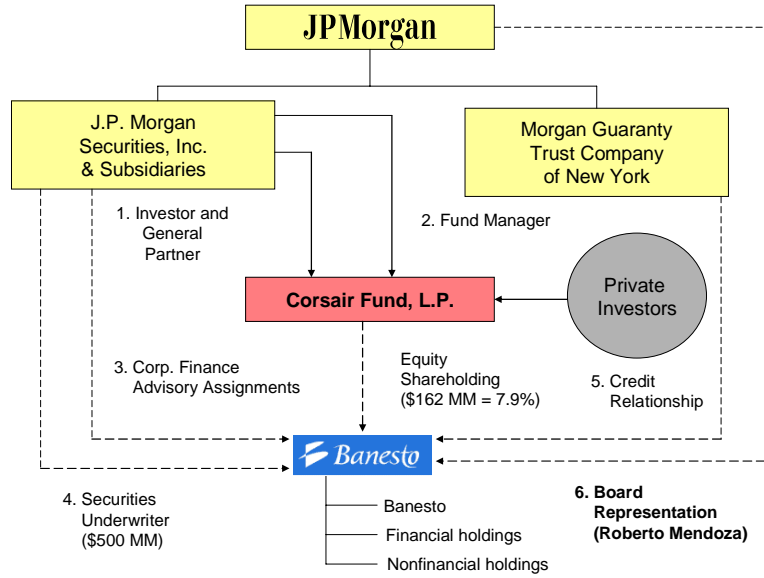 JPMorgan
J.P. Morgan
Securities, Inc.
& Subsidiaries
Morgan Guaranty
Trust Company
of New York
1. Investor and
General
Partner
2. Fund Manager
Corsair Fund, L.P.
Private
Investors
3. Corp. Finance
Advisory Assignments
Equity
Shareholding
($162 MM = 7.9%)
5. Credit
Relationship
Banesto
4. Securities
Underwriter
($500 MM)
6. Board
Representation
(Roberto Mendoza)
Banesto
Financial holdings
Nonfinancial holdings